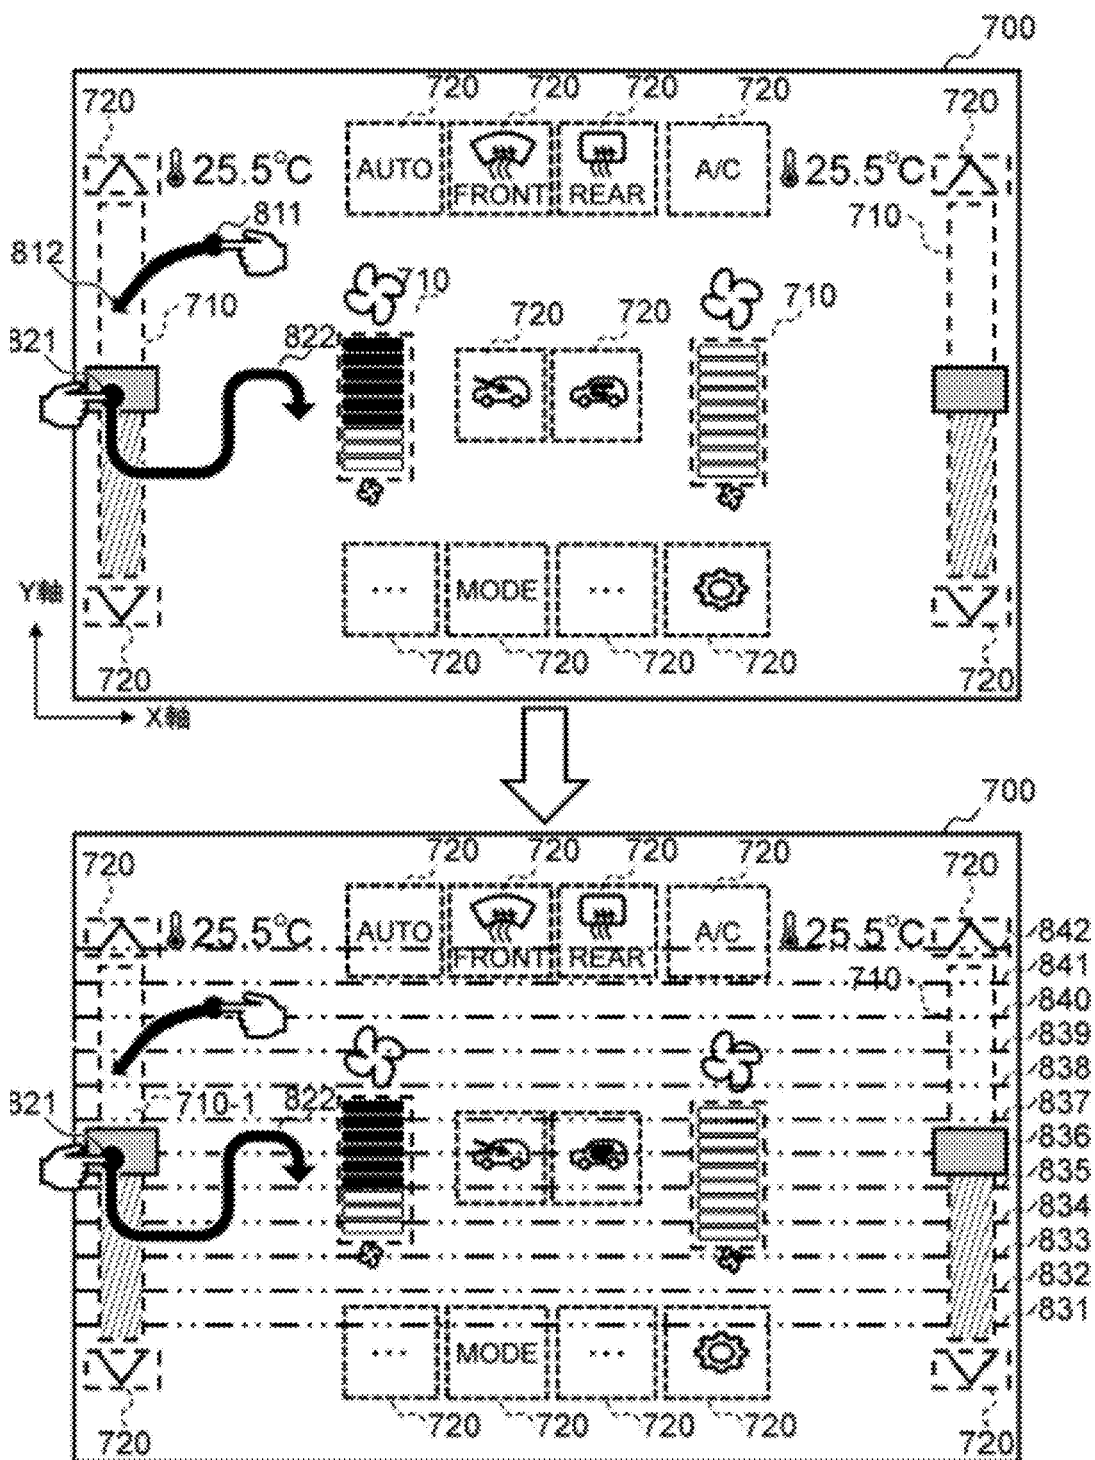 700
720 720 720 720 720 720
25.5°C AUTO FRONT REAR A/C 25.5°C
811
812 710 710
710 710
821 822 720 720
... MODE ...
Y軸
720 720 720 720 720 720
X軸
700
720 720 720 720 720 720
25.5°C AUTO FRONT REAR A/C 25.5°C 842
841
710 840
839
838
821 710-1 822 837
836
835
834
833
832
831
... MODE ...
720 720 720 720 720 720